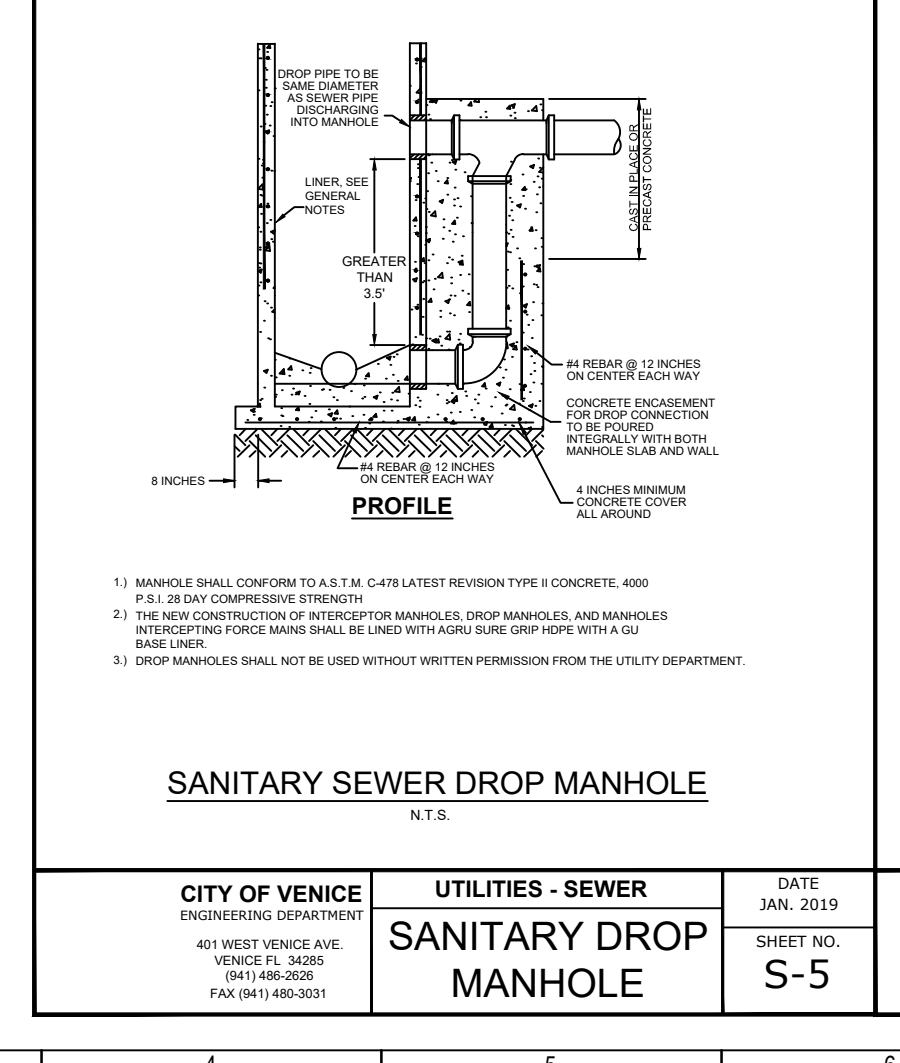 DROP PIPE TO BE
SAME DIAMETER
AS SEWER PIPE
DISCHARGING
INTO MANHOLE
LINER, SEE
GENERAL
NOTES
GREATER
THAN
3.5'
CAST IN PLACE OR
PRECAST CONCRETE
#4 REBAR @ 12 INCHES
ON CENTER EACH WAY
CONCRETE ENCASEMENT
FOR DROP CONNECTION
TO BE POURED
INTEGRALLY WITH BOTH
MANHOLE SLAB AND WALL
#4 REBAR @ 12 INCHES
ON CENTER EACH WAY
8 INCHES
4 INCHES MINIMUM
CONCRETE COVER
ALL AROUND
PROFILE
1.) MANHOLE SHALL CONFORM TO A.S.T.M. C-478 LATEST REVISION TYPE II CONCRETE, 4000
P.S.I. 28 DAY COMPRESSIVE STRENGTH
2.) THE NEW CONSTRUCTION OF INTERCEPTOR MANHOLES, DROP MANHOLES, AND MANHOLES
INTERCEPTING FORCE MAINS SHALL BE LINED WITH AGRU SURE GRIP HDPE WITH A GU
BASE LINER.
3.) DROP MANHOLES SHALL NOT BE USED WITHOUT WRITTEN PERMISSION FROM THE UTILITY DEPARTMENT.
SANITARY SEWER DROP MANHOLE
N.T.S.
CITY OF VENICE
ENGINEERING DEPARTMENT
401 WEST VENICE AVE.
VENICE FL 34285
(941) 486-2626
FAX (941) 480-3031
UTILITIES - SEWER
SANITARY DROP
MANHOLE
DATE
JAN. 2019
SHEET NO.
S-5